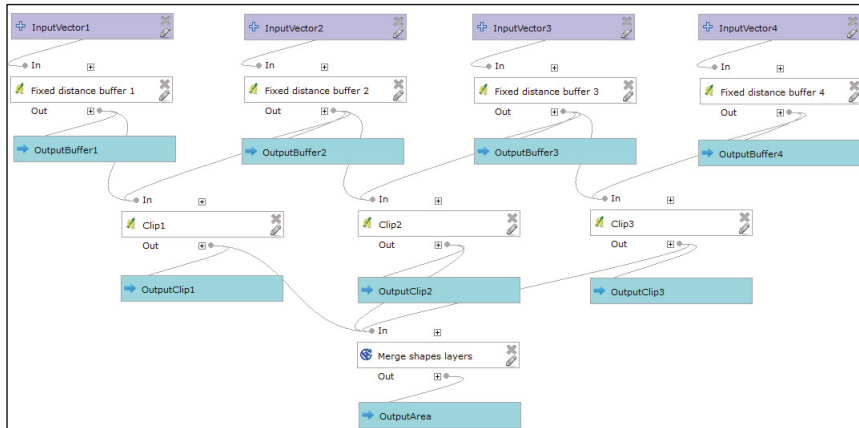 InputVector1 InputVector2 InputVector3 InputVector4
In In In In
Fixed distance buffer 1 Fixed distance buffer 2 Fixed distance buffer 3 Fixed distance buffer 4
Out Out Out Out
OutputBuffer1 OutputBuffer2 OutputBuffer3 OutputBuffer4
In In In
Clip1 Clip2 Clip3
Out Out Out
OutputClip1 OutputClip2 OutputClip3
In
Merge shapes layers
Out
OutputArea